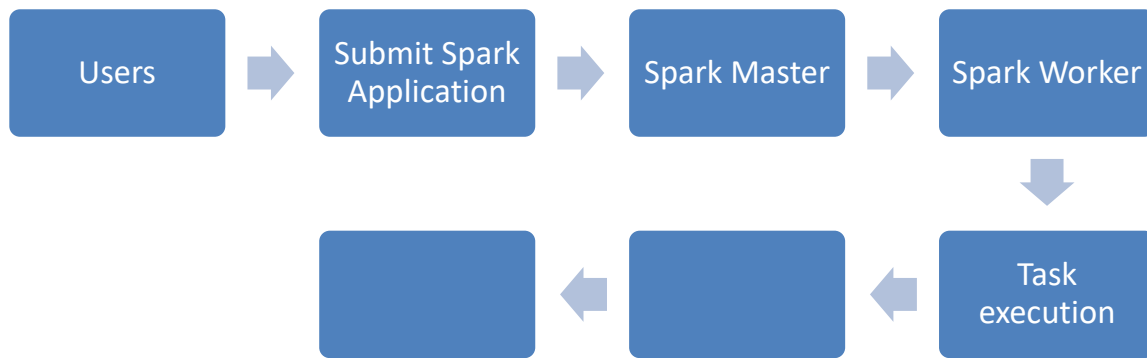 Users
Submit Spark
Application
Spark Master
Spark Worker
Task
execution